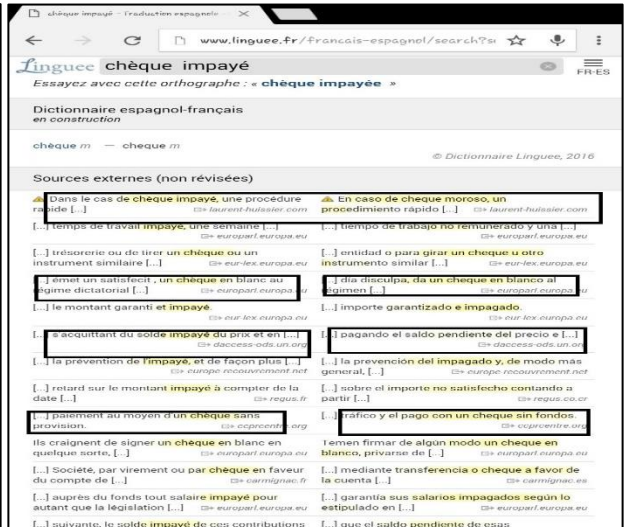 chèque impayé - Traduction espagnole
www.linguee.fr/francais-espagnol/search?s
Linguee chèque impayé
FR-ES
Essayez avec cette orthographe : « chèque impayée »
Dictionnaire espagnol-français
en construction
chèque m — cheque m
© Dictionnaire Linguee, 2016
Sources externes (non révisées)
Dans le cas de chèque impayé, une procédure
rapide [...] laurent-huissier.com
En caso de cheque moroso, un
procedimiento rápido [...] laurent-huissier.com
[...] temps de travail impayé, une semaine [...]
europarl.europa.eu
[...] tiempo de trabajo no remunerado y una [...]
europarl.europa.eu
[...] trésorerie ou de tirer un chèque ou un
instrument similaire [...] eur-lex.europa.eu
[...] entidad o para girar un cheque u otro
instrumento similar [...] eur-lex.europa.eu
[...] émet un satisfecit , un chèque en blanc au
régime dictatorial [...] europarl.europa.eu
[...] día disculpa, da un cheque en blanco al
régimen [...] europarl.europa.eu
[...] le montant garanti et impayé.
eur-lex.europa.eu
[...] importe garantizado e impagado.
eur-lex.europa.eu
[...] s'acquittant du solde impayé du prix et en [...]
daccess-ods.un.org
[...] pagando el saldo pendiente del precio e [...]
daccess-ods.un.org
[...] la prévention de l'impayé, et de façon plus [...]
europe-recouvrement.net
[...] la prevención del impagado y, de modo más
general, [...] europe-recouvrement.net
[...] retard sur le montant impayé à compter de la
date [...] regus.fr
[...] sobre el importe no satisfecho contando a
partir [...] regus.co.cr
[...] paiement au moyen d'un chèque sans
provision. ccprcentre.org
[...] tráfico y el pago con un cheque sin fondos.
ccprcentre.org
Ils craignent de signer un chèque en blanc en
quelque sorte, [...] europarl.europa.eu
Temen firmar de algún modo un cheque en
blanco, privarse de [...] europarl.europa.eu
[...] Société, par virement ou par chèque en faveur
du compte de [...] carmignac.fr
[...] mediante transferencia o cheque a favor de
la cuenta [...] carmignac.es
[...] auprès du fonds tout salaire impayé pour
autant que la législation [...] europarl.europa.eu
[...] garantía sus salarios impagados según lo
estipulado en [...] europarl.europa.eu
[...] suivante, le solde impayé de ces contributions
[...] que el saldo pendiente de esas